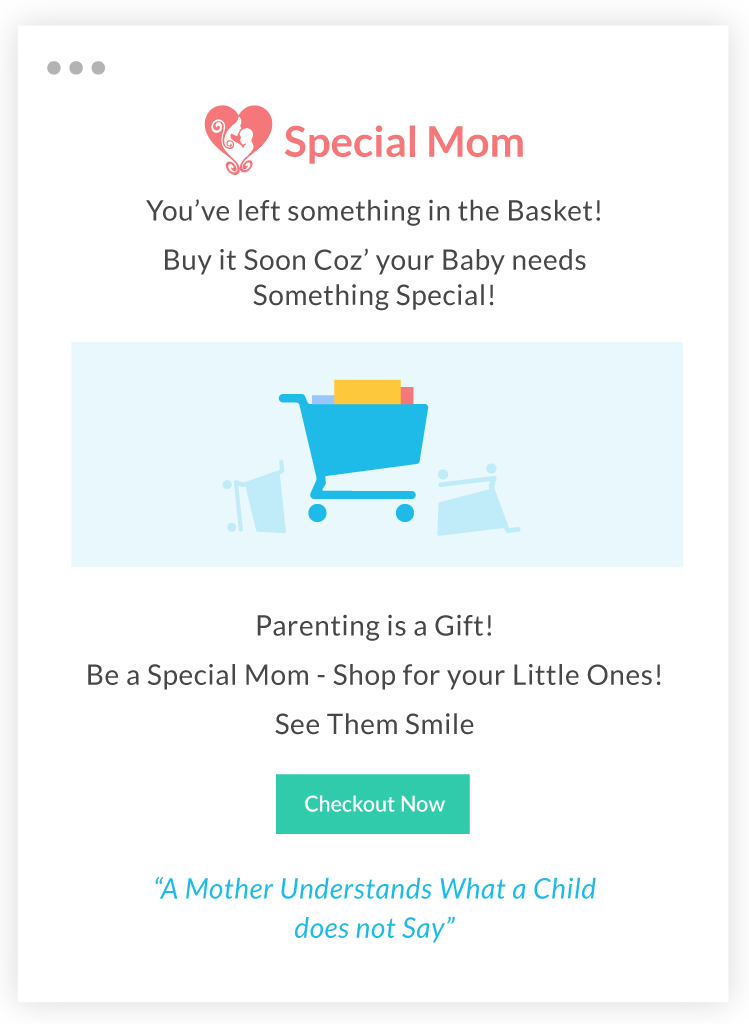 Special Mom
You’ve left something in the Basket!
Buy it Soon Coz’ your Baby needs
Something Special!
Parenting is a Gift!
Be a Special Mom - Shop for your Little Ones!
See Them Smile
Checkout Now
“A Mother Understands What a Child
does not Say”